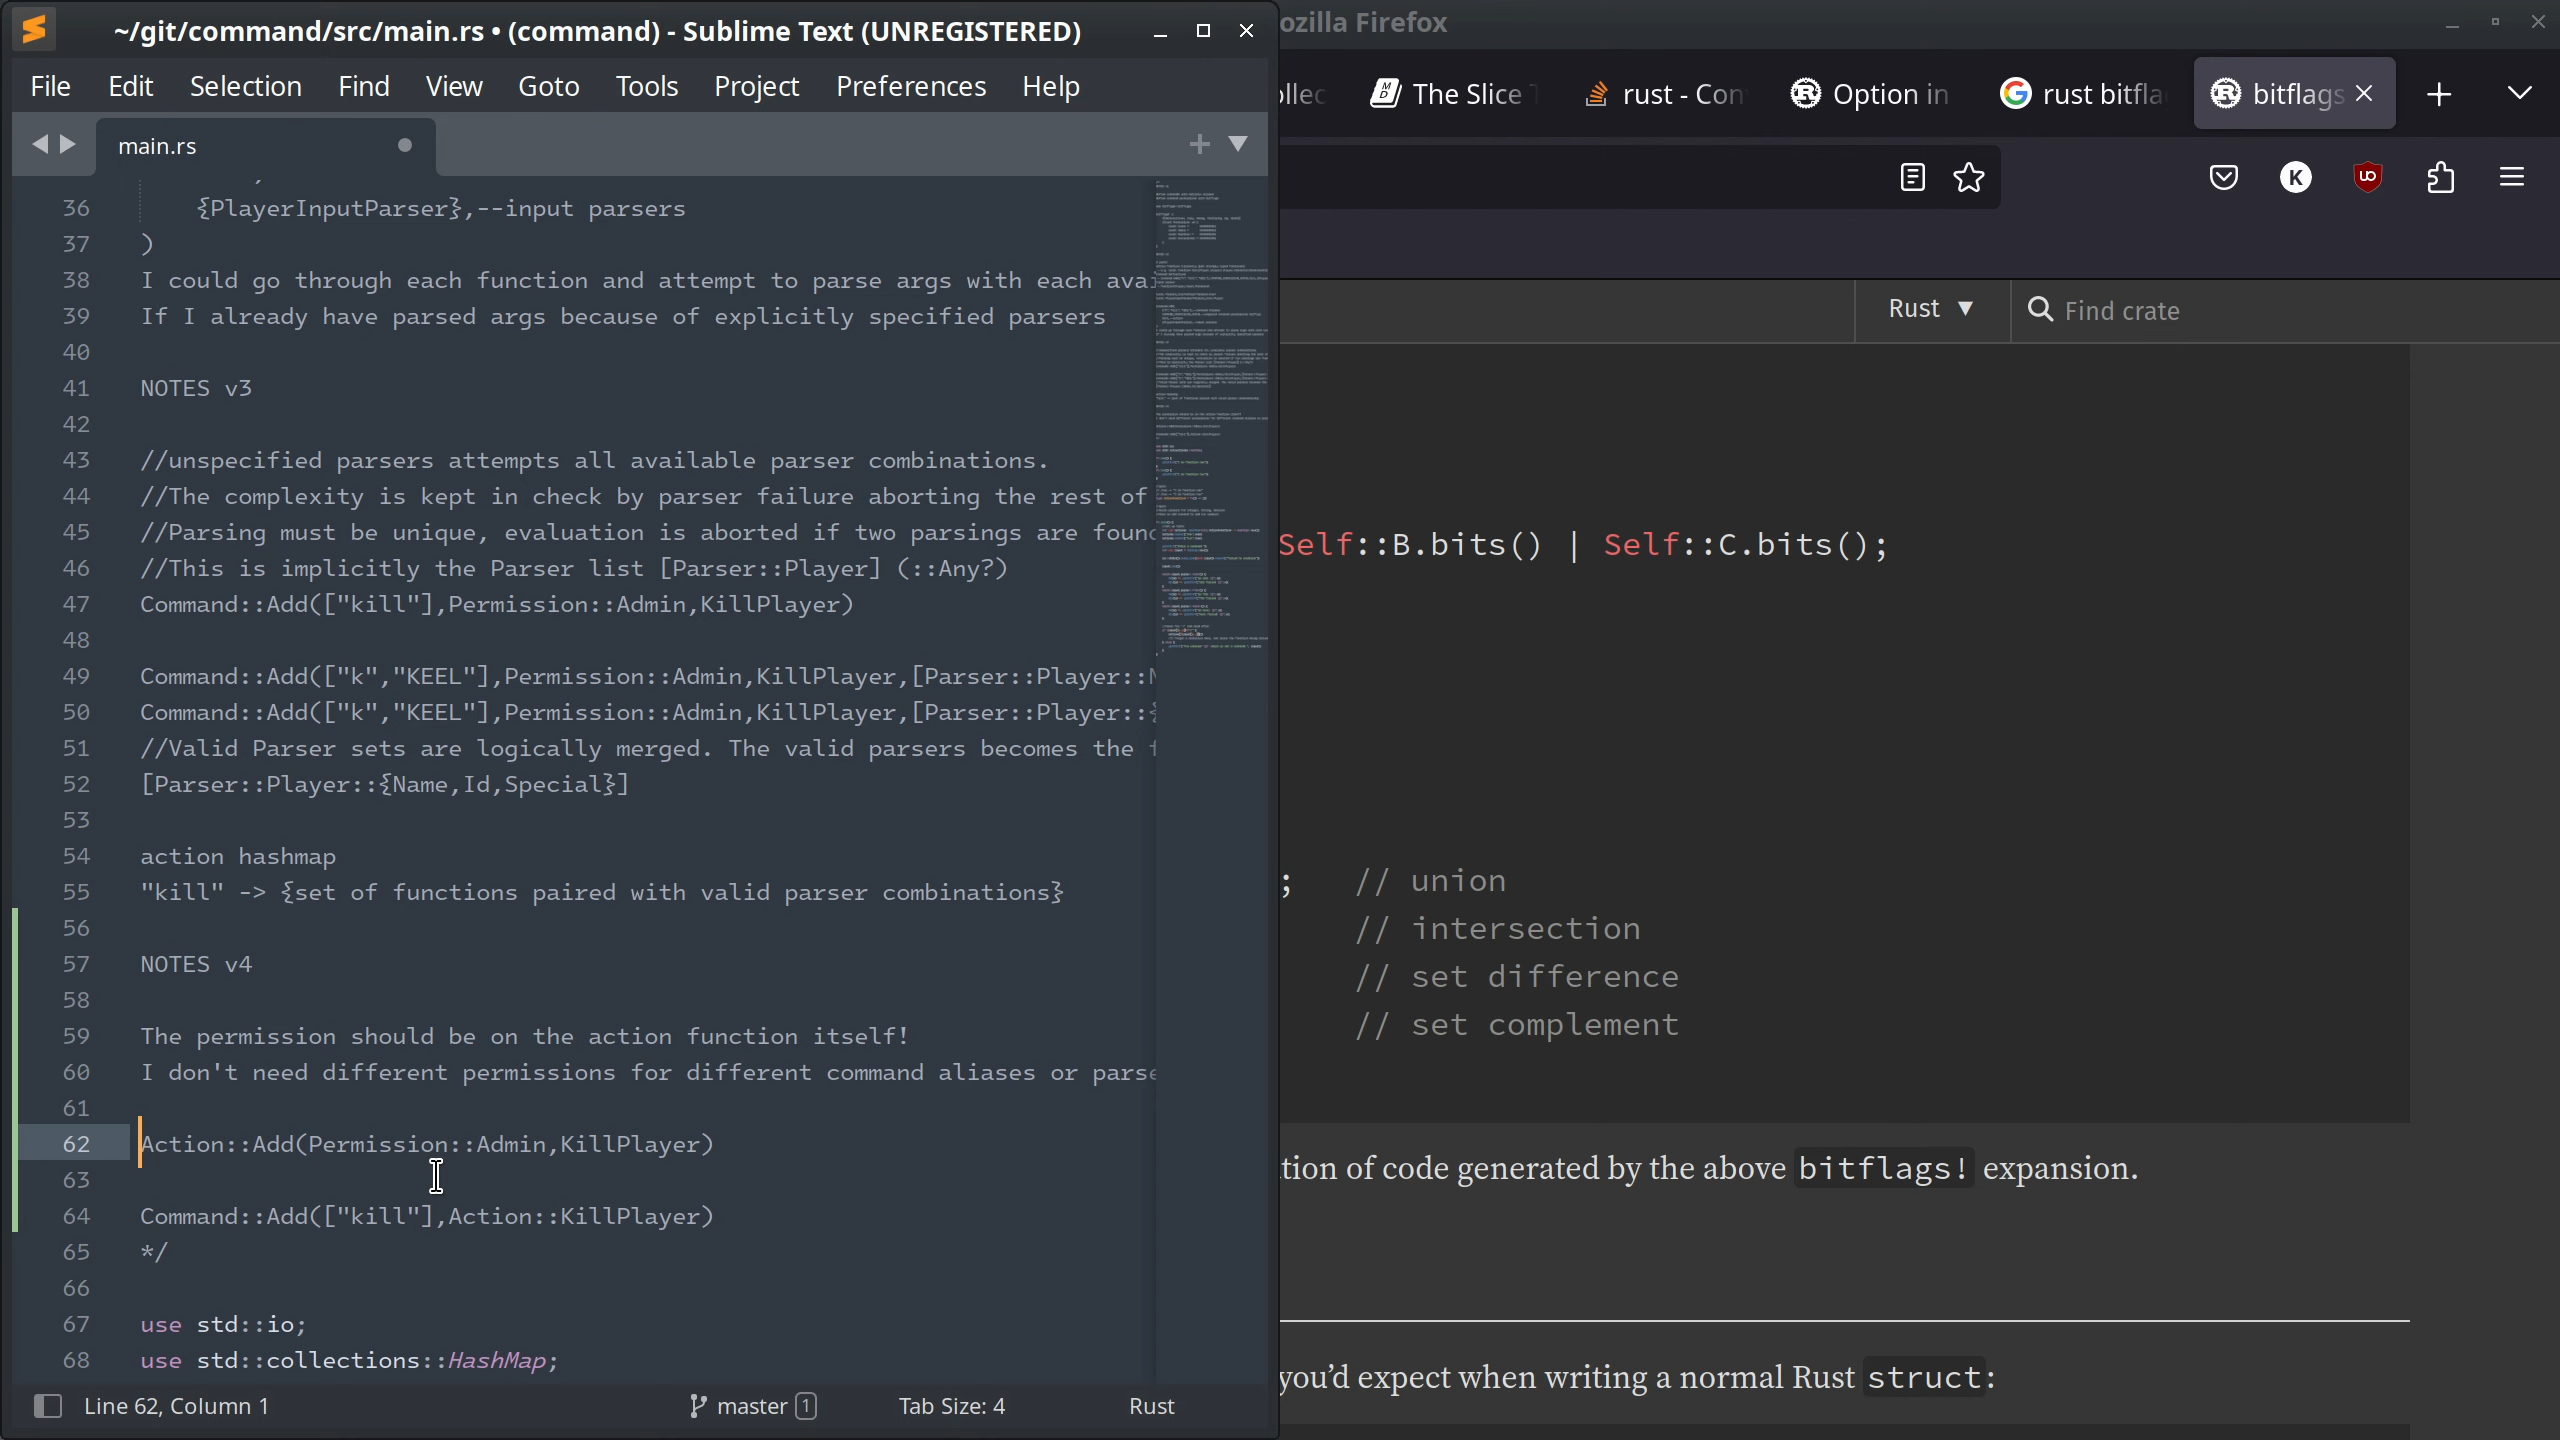 ~/git/command/src/main.rs • (command) - Sublime Text (UNREGISTERED)
File Edit Selection Find View Goto Tools Project Preferences Help
main.rs
36 {PlayerInputParser},--input parsers
37 )
38 I could go through each function and attempt to parse args with each
39 If I already have parsed args because of explicitly specified parsers
40
41 NOTES v3
42
43 //unspecified parsers attempts all available parser combinations.
44 //The complexity is kept in check by parser failure aborting the rest of
45 //Parsing must be unique, evaluation is aborted if two parsings are found
46 //This is implicitly the Parser list [Parser::Player] (::Any?)
47 Command::Add(["kill"],Permission::Admin,KillPlayer)
48
49 Command::Add(["k","KEEL"],Permission::Admin,KillPlayer,[Parser::Player::
50 Command::Add(["k","KEEL"],Permission::Admin,KillPlayer,[Parser::Player::{
51 //Valid Parser sets are logically merged. The valid parsers becomes the
52 [Parser::Player::{Name,Id,Special}]
53
54 action hashmap
55 "kill" -> {set of functions paired with valid parser combinations}
56
57 NOTES v4
58
59 The permission should be on the action function itself!
60 I don't need different permissions for different command aliases or parse
61
62 Action::Add(Permission::Admin,KillPlayer)
63
64 Command::Add(["kill"],Action::KillPlayer)
65 */
66
67 use std::io;
68 use std::collections::HashMap;
Line 62, Column 1 master 1 Tab Size: 4 Rust
ozilla Firefox
ollec The Slice T rust - Con Option in rust bitfla bitflags
K
Rust ▼ Find crate
Self::B.bits() | Self::C.bits();
; // union
// intersection
// set difference
// set complement
tion of code generated by the above bitflags! expansion.
you'd expect when writing a normal Rust struct: